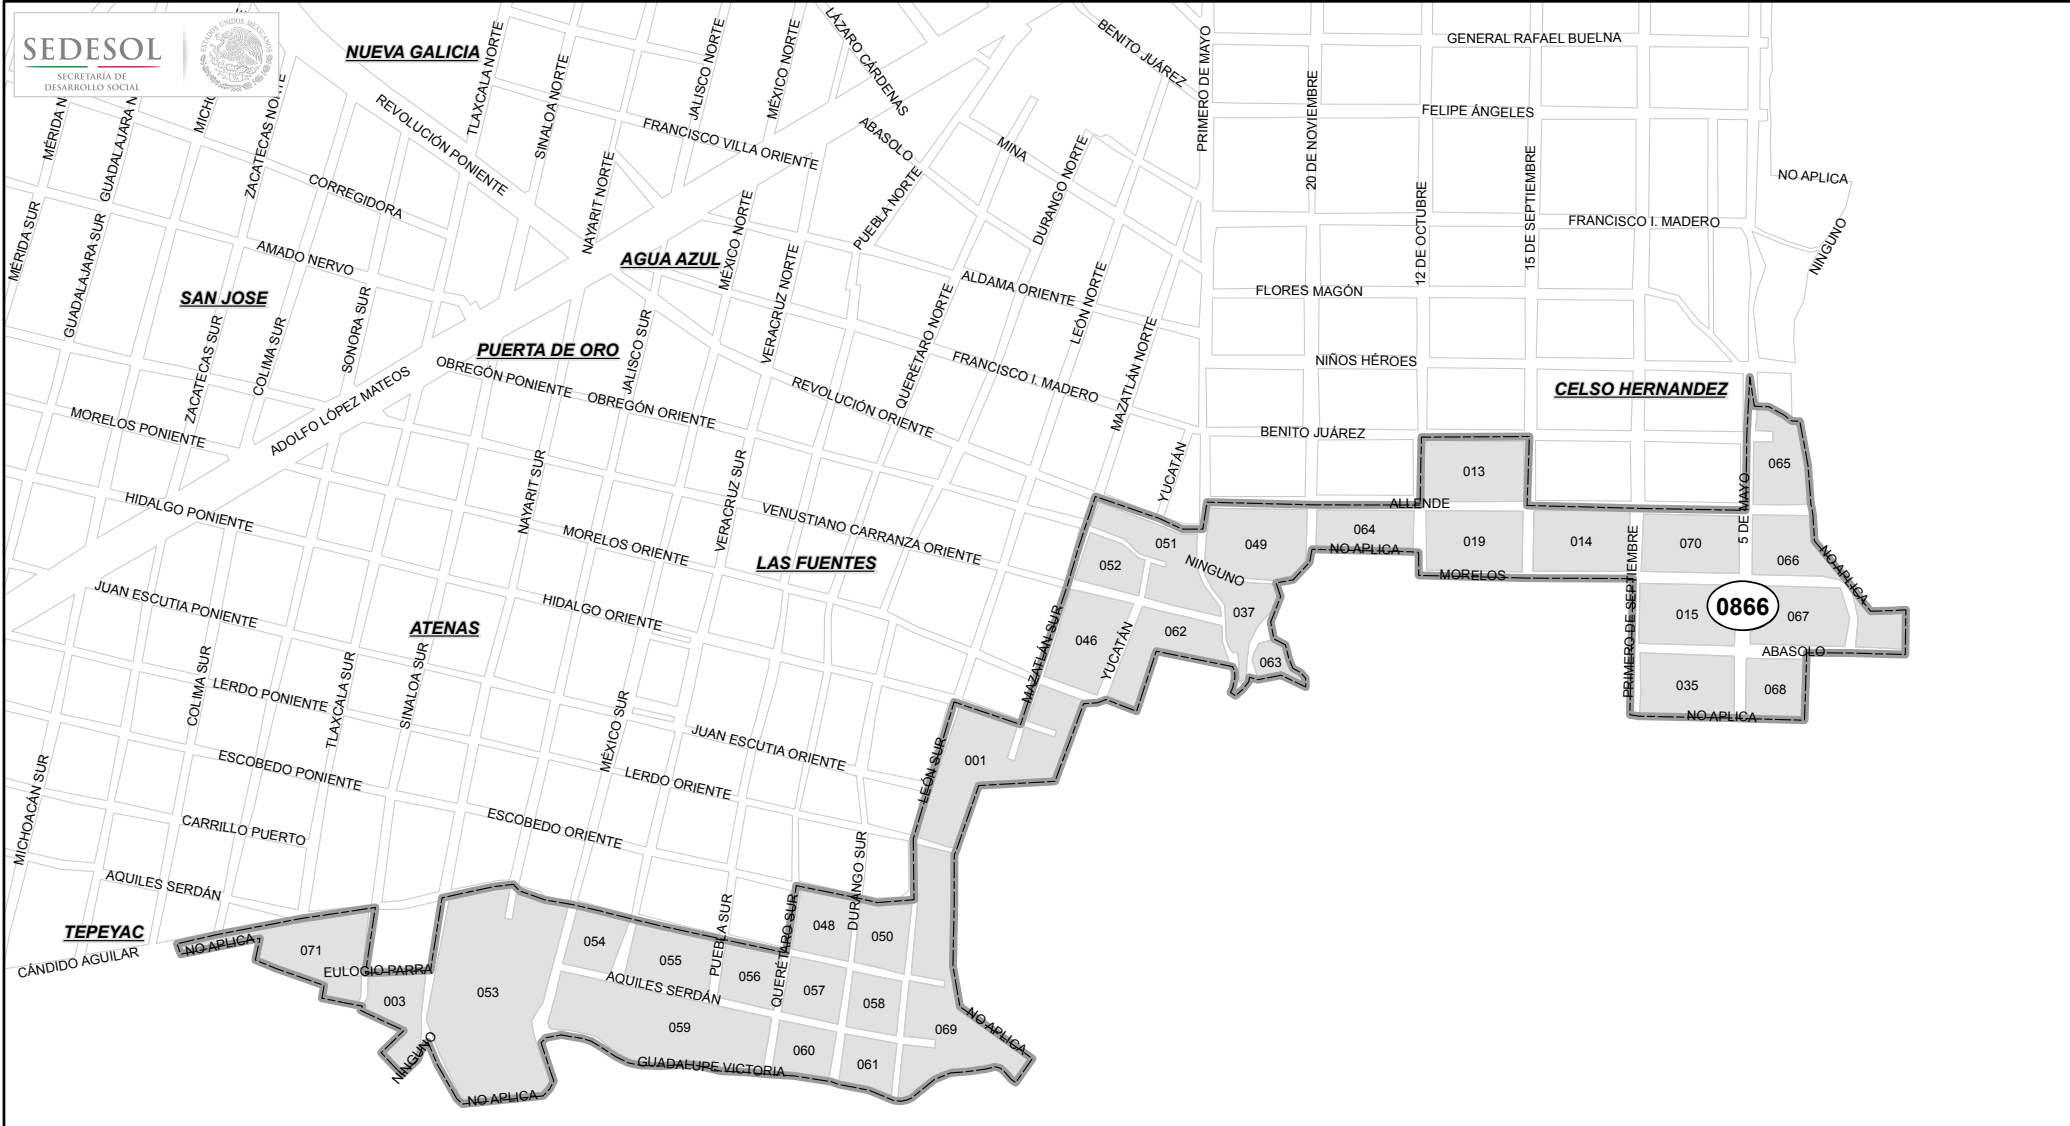 SEDESOL
SECRETARÍA DE
DESARROLLO SOCIAL
ESTADOS UNIDOS MEXICANOS
NUEVA GALICIA
TLAXCALA NORTE
SINALOA NORTE
JALISCO NORTE
MÉXICO NORTE
LÁZARO CÁRDENAS
BENITO JUÁREZ
PRIMERO DE MAYO
GENERAL RAFAEL BUELNA
20 DE NOVIEMBRE
FELIPE ÁNGELES
MÉRIDA N
GUADALAJARA N
MICHO
ZACATECAS NORTE
REVOLUCIÓN PONIENTE
FRANCISCO VILLA ORIENTE
ABASOLO
MINA
DURANGO NORTE
15 DE SEPTIEMBRE
12 DE OCTUBRE
NO APLICA
NINGUNO
CORREGIDORA
NAYARIT NORTE
PUEBLA NORTE
FRANCISCO I. MADERO
MÉRIDA SUR
GUADALAJARA SUR
AMADO NERVO
AGUA AZUL
MÉXICO NORTE
VERACRUZ NORTE
ALDAMA ORIENTE
LEÓN NORTE
FLORES MAGÓN
SAN JOSE
ZACATECAS SUR
COLIMA SUR
SONORA SUR
PUERTA DE ORO
JALISCO SUR
QUERÉTARO NORTE
MAZATLÁN NORTE
NIÑOS HÉROES
OBREGÓN PONIENTE
OBREGÓN ORIENTE
REVOLUCIÓN ORIENTE
FRANCISCO I. MADERO
CELSO HERNANDEZ
ADOLFO LÓPEZ MATEOS
MORELOS PONIENTE
BENITO JUÁREZ
YUCATÁN
013
065
HIDALGO PONIENTE
NAYARIT SUR
VERACRUZ SUR
VENUSTIANO CARRANZA ORIENTE
MORELOS ORIENTE
ALLENDE
5 DE MAYO
LAS FUENTES
051
052
049
064
019
014
070
066
NO APLICA
NINGUNO
MORELOS
NO APLICA
JUAN ESCUTIA PONIENTE
HIDALGO ORIENTE
ATENAS
037
046
062
063
YUCATÁN
MAZATLÁN SUR
PRIMERO DE SEPTIEMBRE
015
0866
067
ABASOLO
035
068
NO APLICA
COLIMA SUR
LERDO PONIENTE
TLAXCALA SUR
SINALOA SUR
MÉXICO SUR
JUAN ESCUTIA ORIENTE
ESCOBEDO PONIENTE
LERDO ORIENTE
LEÓN SUR
001
MICHOACÁN SUR
CARRILLO PUERTO
ESCOBEDO ORIENTE
DURANGO SUR
AQUILES SERDÁN
TEPEYAC
CÁNDIDO AGUILAR
NO APLICA
071
EULOGIO PARRA
003
053
054
055
PUEBLA SUR
056
QUERÉTARO SUR
048
050
AQUILES SERDÁN
057
058
059
069
NO APLICA
060
061
GUADALUPE VICTORIA
NINGUNO
NO APLICA